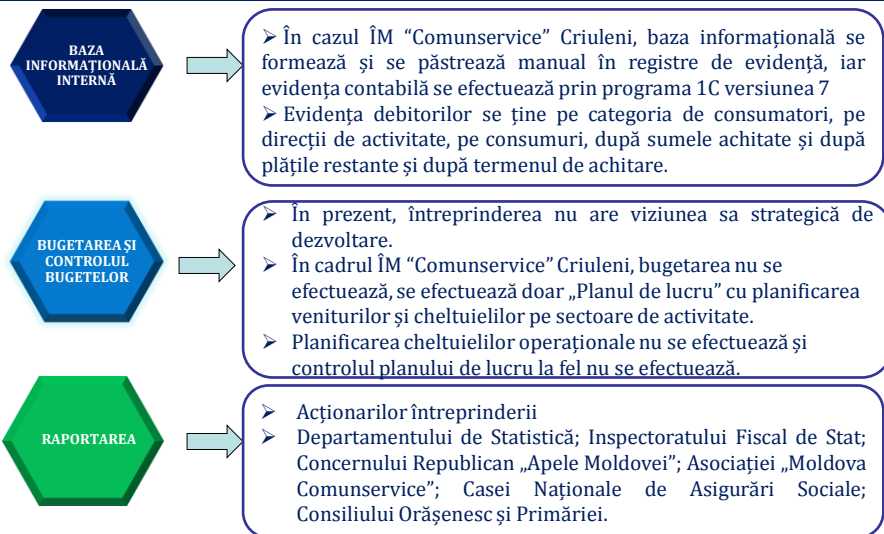 BAZA
INFORMAȚIONALĂ
INTERNĂ
➢ În cazul ÎM “Comunservice” Criuleni, baza informațională se
formează și se păstrează manual în registre de evidență, iar
evidența contabilă se efectuează prin programa 1C versiunea 7
➢ Evidența debitorilor se ține pe categoria de consumatori, pe
direcții de activitate, pe consumuri, după sumele achitate și după
plățile restante și după termenul de achitare.
BUGETAREA ȘI
CONTROLUL
BUGETELOR
➢ În prezent, întreprinderea nu are viziunea sa strategică de
dezvoltare.
➢ În cadrul ÎM “Comunservice” Criuleni, bugetarea nu se
efectuează, se efectuează doar „Planul de lucru” cu planificarea
veniturilor și cheltuielilor pe sectoare de activitate.
➢ Planificarea cheltuielilor operaționale nu se efectuează și
controlul planului de lucru la fel nu se efectuează.
RAPORTAREA
➢ Acționarilor întreprinderii
➢ Departamentului de Statistică; Inspectoratului Fiscal de Stat;
Concernului Republican „Apele Moldovei”; Asociației „Moldova
Comunservice”; Casei Naționale de Asigurări Sociale;
Consiliului Orășenesc și Primăriei.